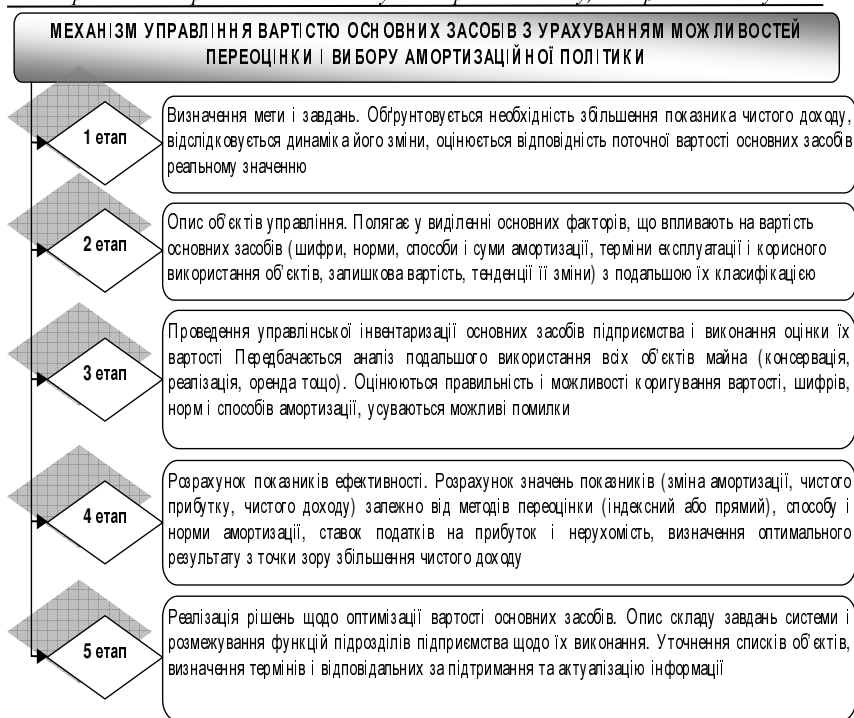 МЕХАНІЗМ УПРАВЛІННЯ ВАРТІСТЮ ОСНОВНИХ ЗАСОБІВ З УРАХУВАННЯМ МОЖЛИВОСТЕЙ
ПЕРЕОЦІНКИ І ВИБОРУ АМОРТИЗАЦІЙНОЇ ПОЛІТИКИ
1 етап
Визначення мети і завдань. Обґрунтовується необхідність збільшення показника чистого доходу,
відслідковується динаміка його зміни, оцінюється відповідність поточної вартості основних засобів
реальному значенню
2 етап
Опис об’єктів управління. Полягає у виділенні основних факторів, що впливають на вартість
основних засобів (шифри, норми, способи і суми амортизації, терміни експлуатації і корисного
використання об’єктів, залишкова вартість, тенденції її зміни) з подальшою їх класифікацією
3 етап
Проведення управлінської інвентаризації основних засобів підприємства і виконання оцінки їх
вартості Передбачається аналіз подальшого використання всіх об’єктів майна (консервація,
реалізація, оренда тощо). Оцінюються правильність і можливості коригування вартості, шифрів,
норм і способів амортизації, усуваються можливі помилки
4 етап
Розрахунок показників ефективності. Розрахунок значень показників (зміна амортизації, чистого
прибутку, чистого доходу) залежно від методів переоцінки (індексний або прямий), способу і
норми амортизації, ставок податків на прибуток і нерухомість, визначення оптимального
результату з точки зору збільшення чистого доходу
5 етап
Реалізація рішень щодо оптимізації вартості основних засобів. Опис складу завдань системи і
розмежування функцій підрозділів підприємства щодо їх виконання. Уточнення списків об’єктів,
визначення термінів і відповідальних за підтримання та актуалізацію інформації